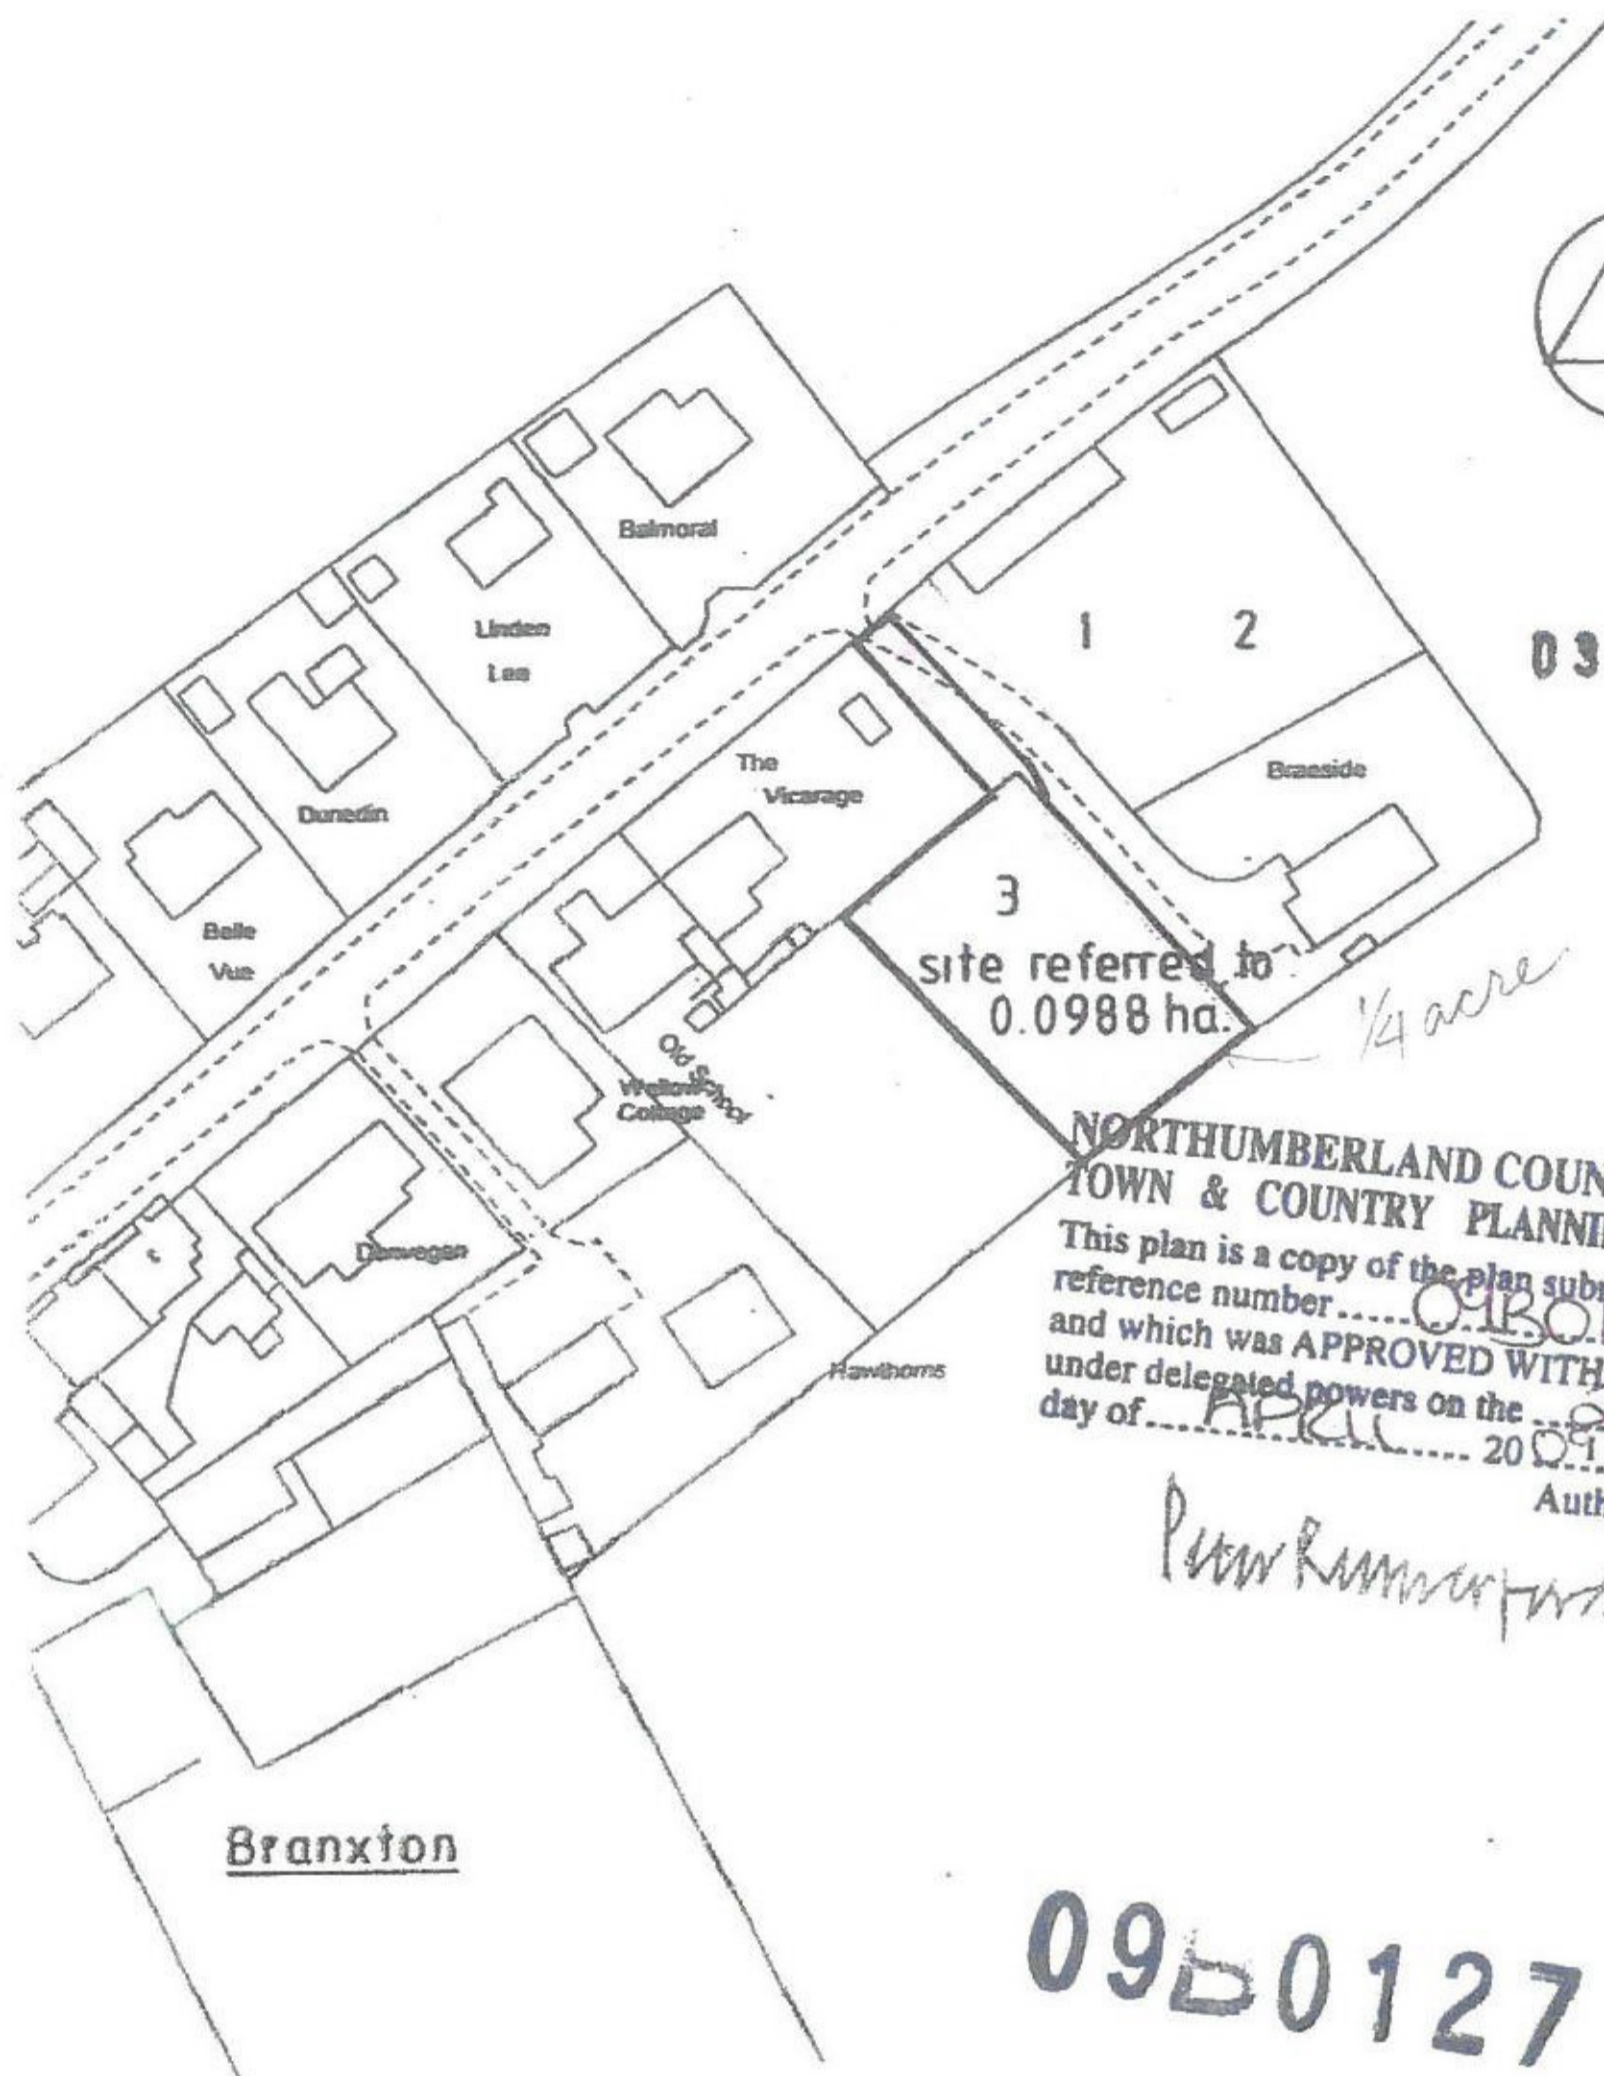 Balmoral
Linden
Lea
1 2
03
The
Vicarage
Braeside
Dunedin
3
Belle
Vue
site referred to
0.0988 ha.
1/4 acre
Old School
Cottage
NORTHUMBERLAND COUN
TOWN & COUNTRY PLANNI
This plan is a copy of the plan subm
reference number ..... 09B01
and which was APPROVED WITH
under delegated powers on the ....
day of .... APRIL ........ 2009
Auth
Dunvegan
Hawthorns
Branxton
09B0127